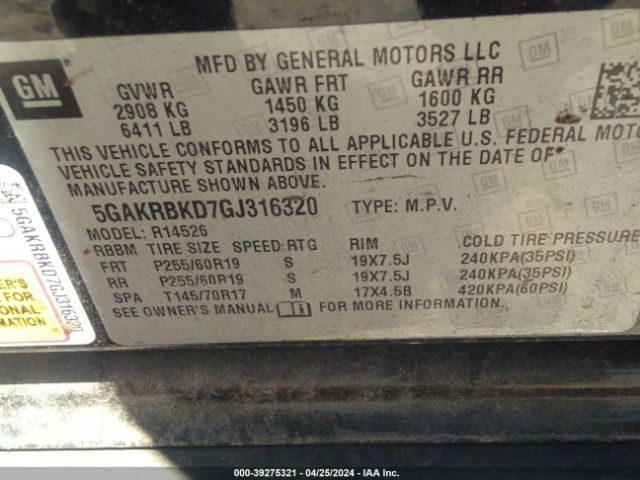 MFD BY GENERAL MOTORS LLC
GM
GVWR GAWR FRT GAWR RR
2908 KG 1450 KG 1600 KG
6411 LB 3196 LB 3527 LB
THIS VEHICLE CONFORMS TO ALL APPLICABLE U.S. FEDERAL MOTO
VEHICLE SAFETY STANDARDS IN EFFECT ON THE DATE OF
MANUFACTURE SHOWN ABOVE.
5GAKRBKD7GJ316320 TYPE: M.P.V.
MODEL: R14526
RBBM TIRE SIZE SPEED RTG RIM COLD TIRE PRESSURE
FRT P255/60R19 S 19X7.5J 240KPA(35PSI)
RR P255/60R19 S 19X7.5J 240KPA(35PSI)
SPA T145/70R17 M 17X4.5B 420KPA(60PSI)
SEE OWNER'S MANUAL FOR MORE INFORMATION.
5GAKRBKD7GJ316320
ER'S
FOR
ONAL
MATION
000-39275321 - 04/25/2024 - IAA Inc.